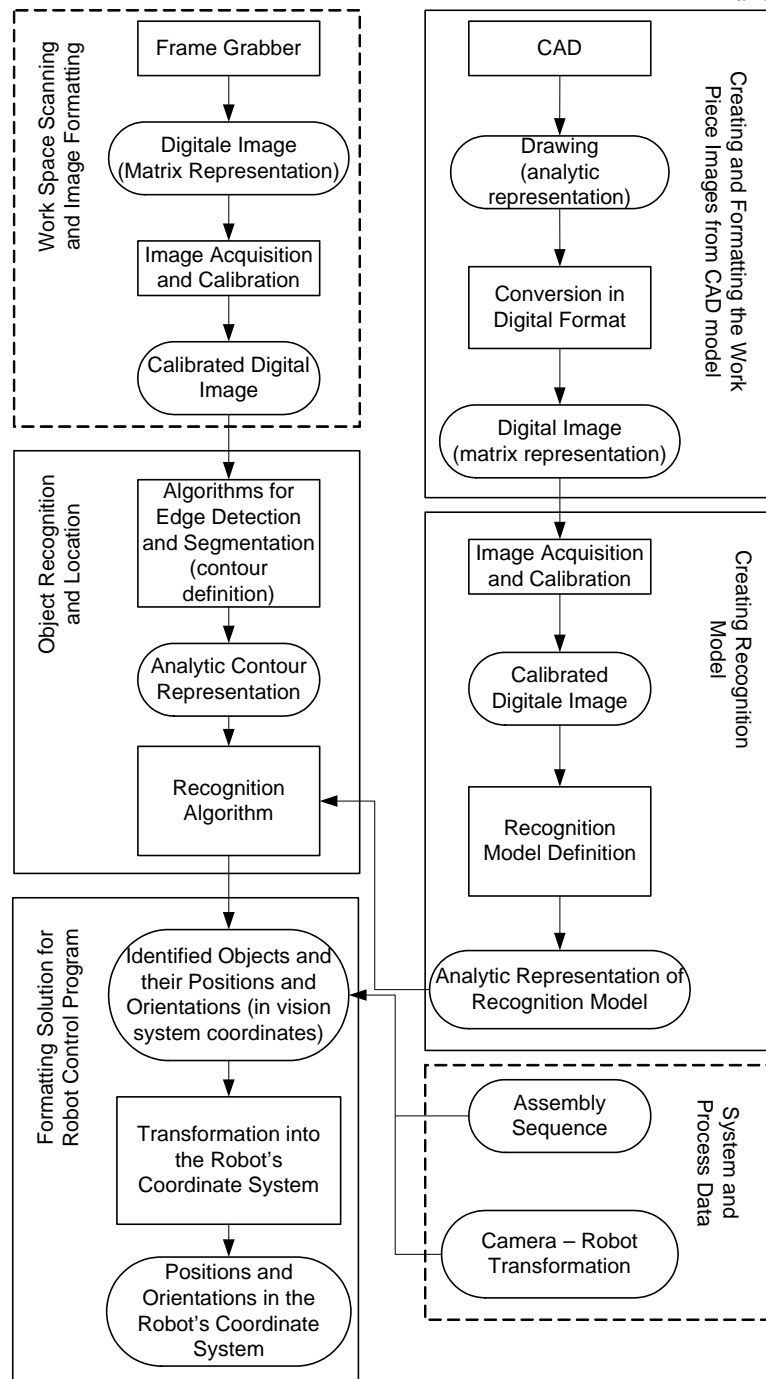 Work Space Scanning
and Image Formatting
Frame Grabber
Digitale Image
(Matrix Representation)
Image Acquisition
and Calibration
Calibrated Digital
Image
Object Recognition
and Location
Algorithms for
Edge Detection
and Segmentation
(contour
definition)
Analytic Contour
Representation
Recognition
Algorithm
Formatting Solution for
Robot Control Program
Identified Objects and
their Positions and
Orientations (in vision
system coordinates)
Transformation into
the Robot's
Coordinate System
Positions and
Orientations in the
Robot's Coordinate
System
CAD
Drawing
(analytic
representation)
Conversion in
Digital Format
Digital Image
(matrix representation)
Creating and Formatting the Work
Piece Images from CAD model
Image Acquisition
and Calibration
Calibrated
Digitale Image
Recognition
Model Definition
Analytic Representation of
Recognition Model
Creating Recognition
Model
Assembly
Sequence
Camera – Robot
Transformation
System and
Process Data